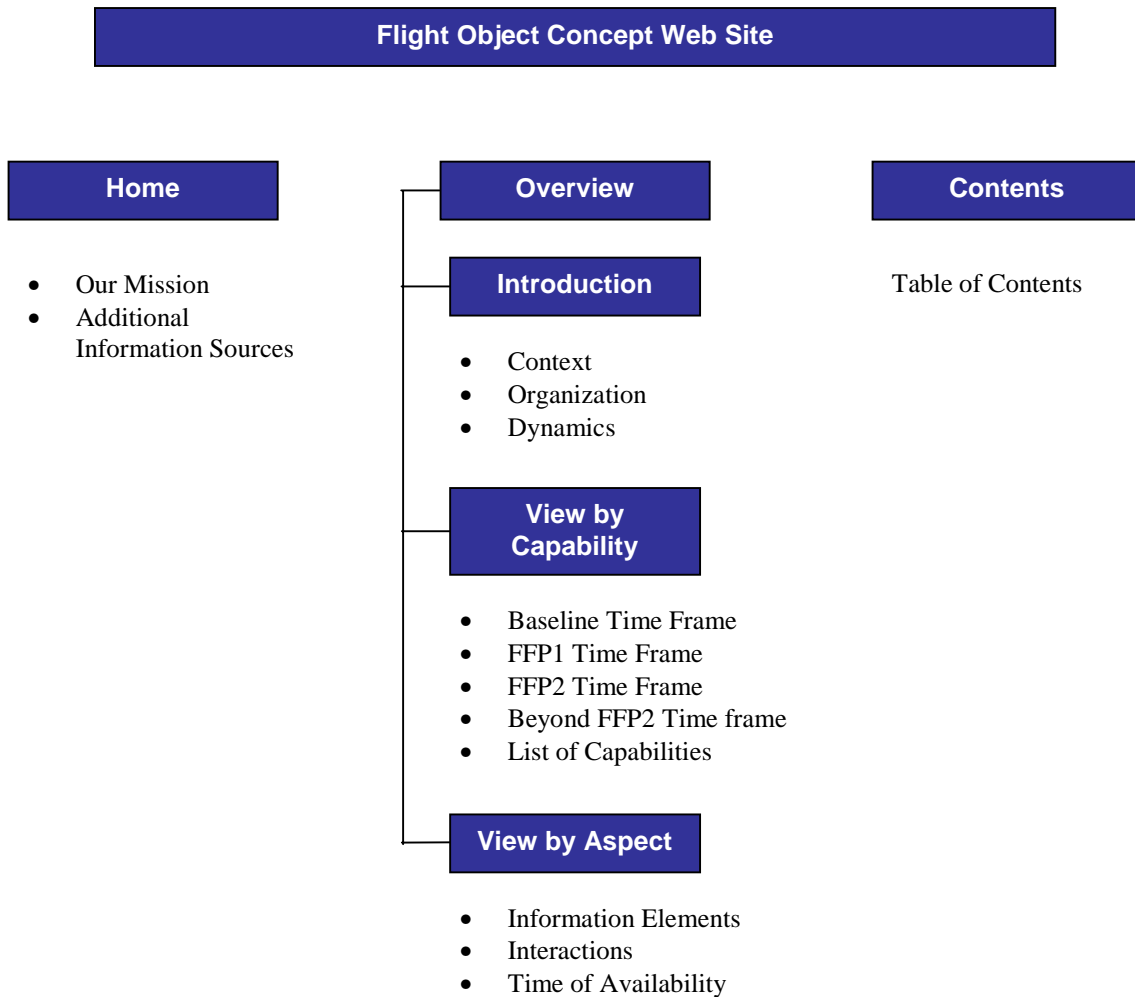 Flight Object Concept Web Site
Home
• Our Mission
• Additional
Information Sources
Overview
Introduction
• Context
• Organization
• Dynamics
View by
Capability
• Baseline Time Frame
• FFP1 Time Frame
• FFP2 Time Frame
• Beyond FFP2 Time frame
• List of Capabilities
View by Aspect
• Information Elements
• Interactions
• Time of Availability
Contents
Table of Contents